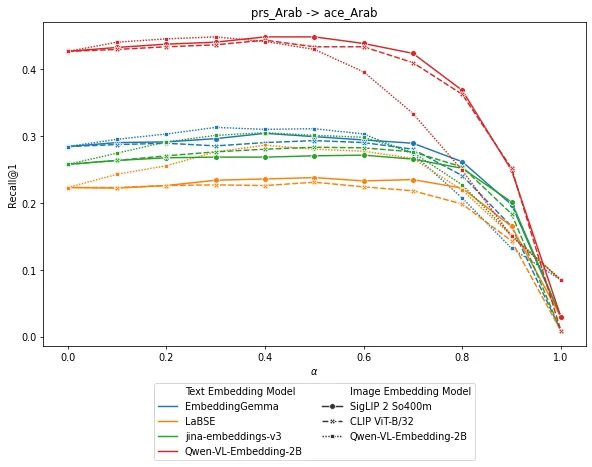 prs_Arab -> ace_Arab
Recall@1
0.4
0.3
0.2
0.1
0.0
0.0 0.2 0.4 0.6 0.8 1.0
α
Text Embedding Model Image Embedding Model
EmbeddingGemma SigLIP 2 So400m
LaBSE CLIP ViT-B/32
jina-embeddings-v3 Qwen-VL-Embedding-2B
Qwen-VL-Embedding-2B